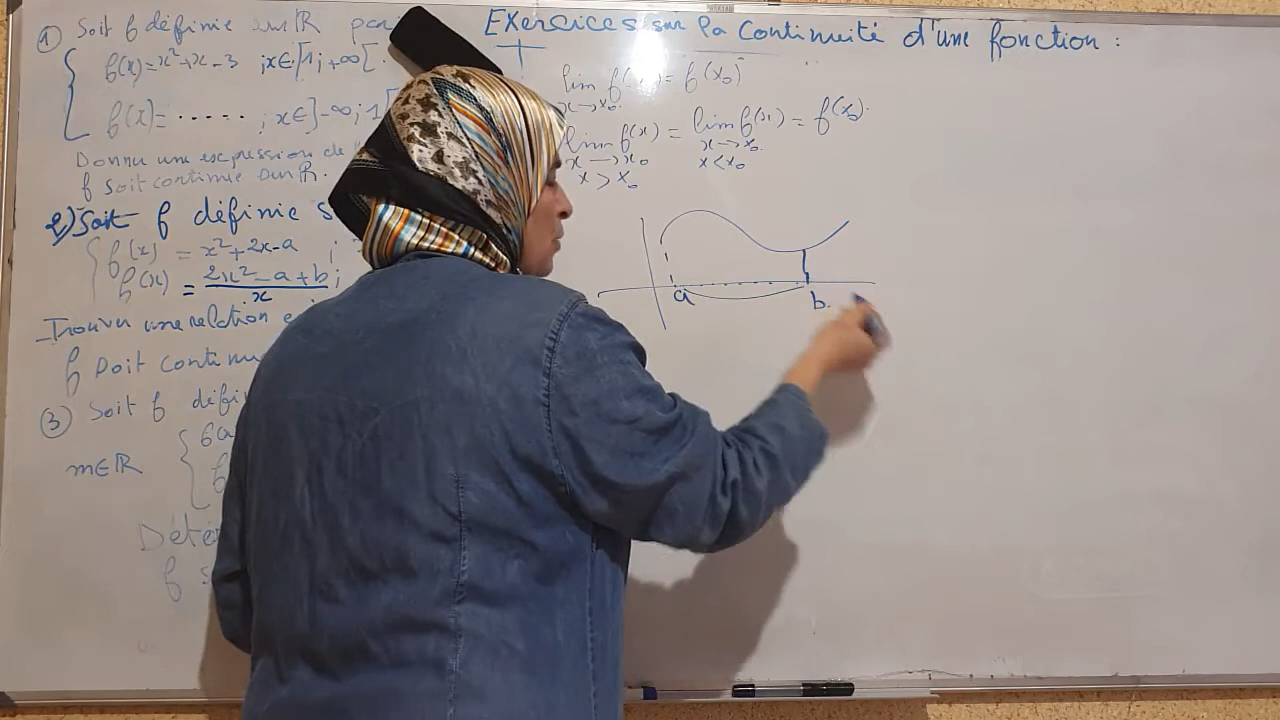 Exercices sur la Continuité d'une fonction :
① Soit f définie sur ℝ par
f(x) = x² + x - 3 ; x ∈ [1 ; +∞[.
f(x) = ..... ; x ∈ ]-∞ ; 1[
Donner une expression de
f soit continue sur ℝ.
2) Soit f définie s
f(x) = x² + 2x - a ;
f(x) = (2x² - a + b) / x ;
- Trouver une relation e
f soit continu
③ Soit f défi
m ∈ ℝ
Déte
f s
lim f(x) = f(x₀)
x → x₀
lim f(x) = lim f(x) = f(x₀).
x → x₀ x → x₀.
x > x₀ x < x₀
a b.